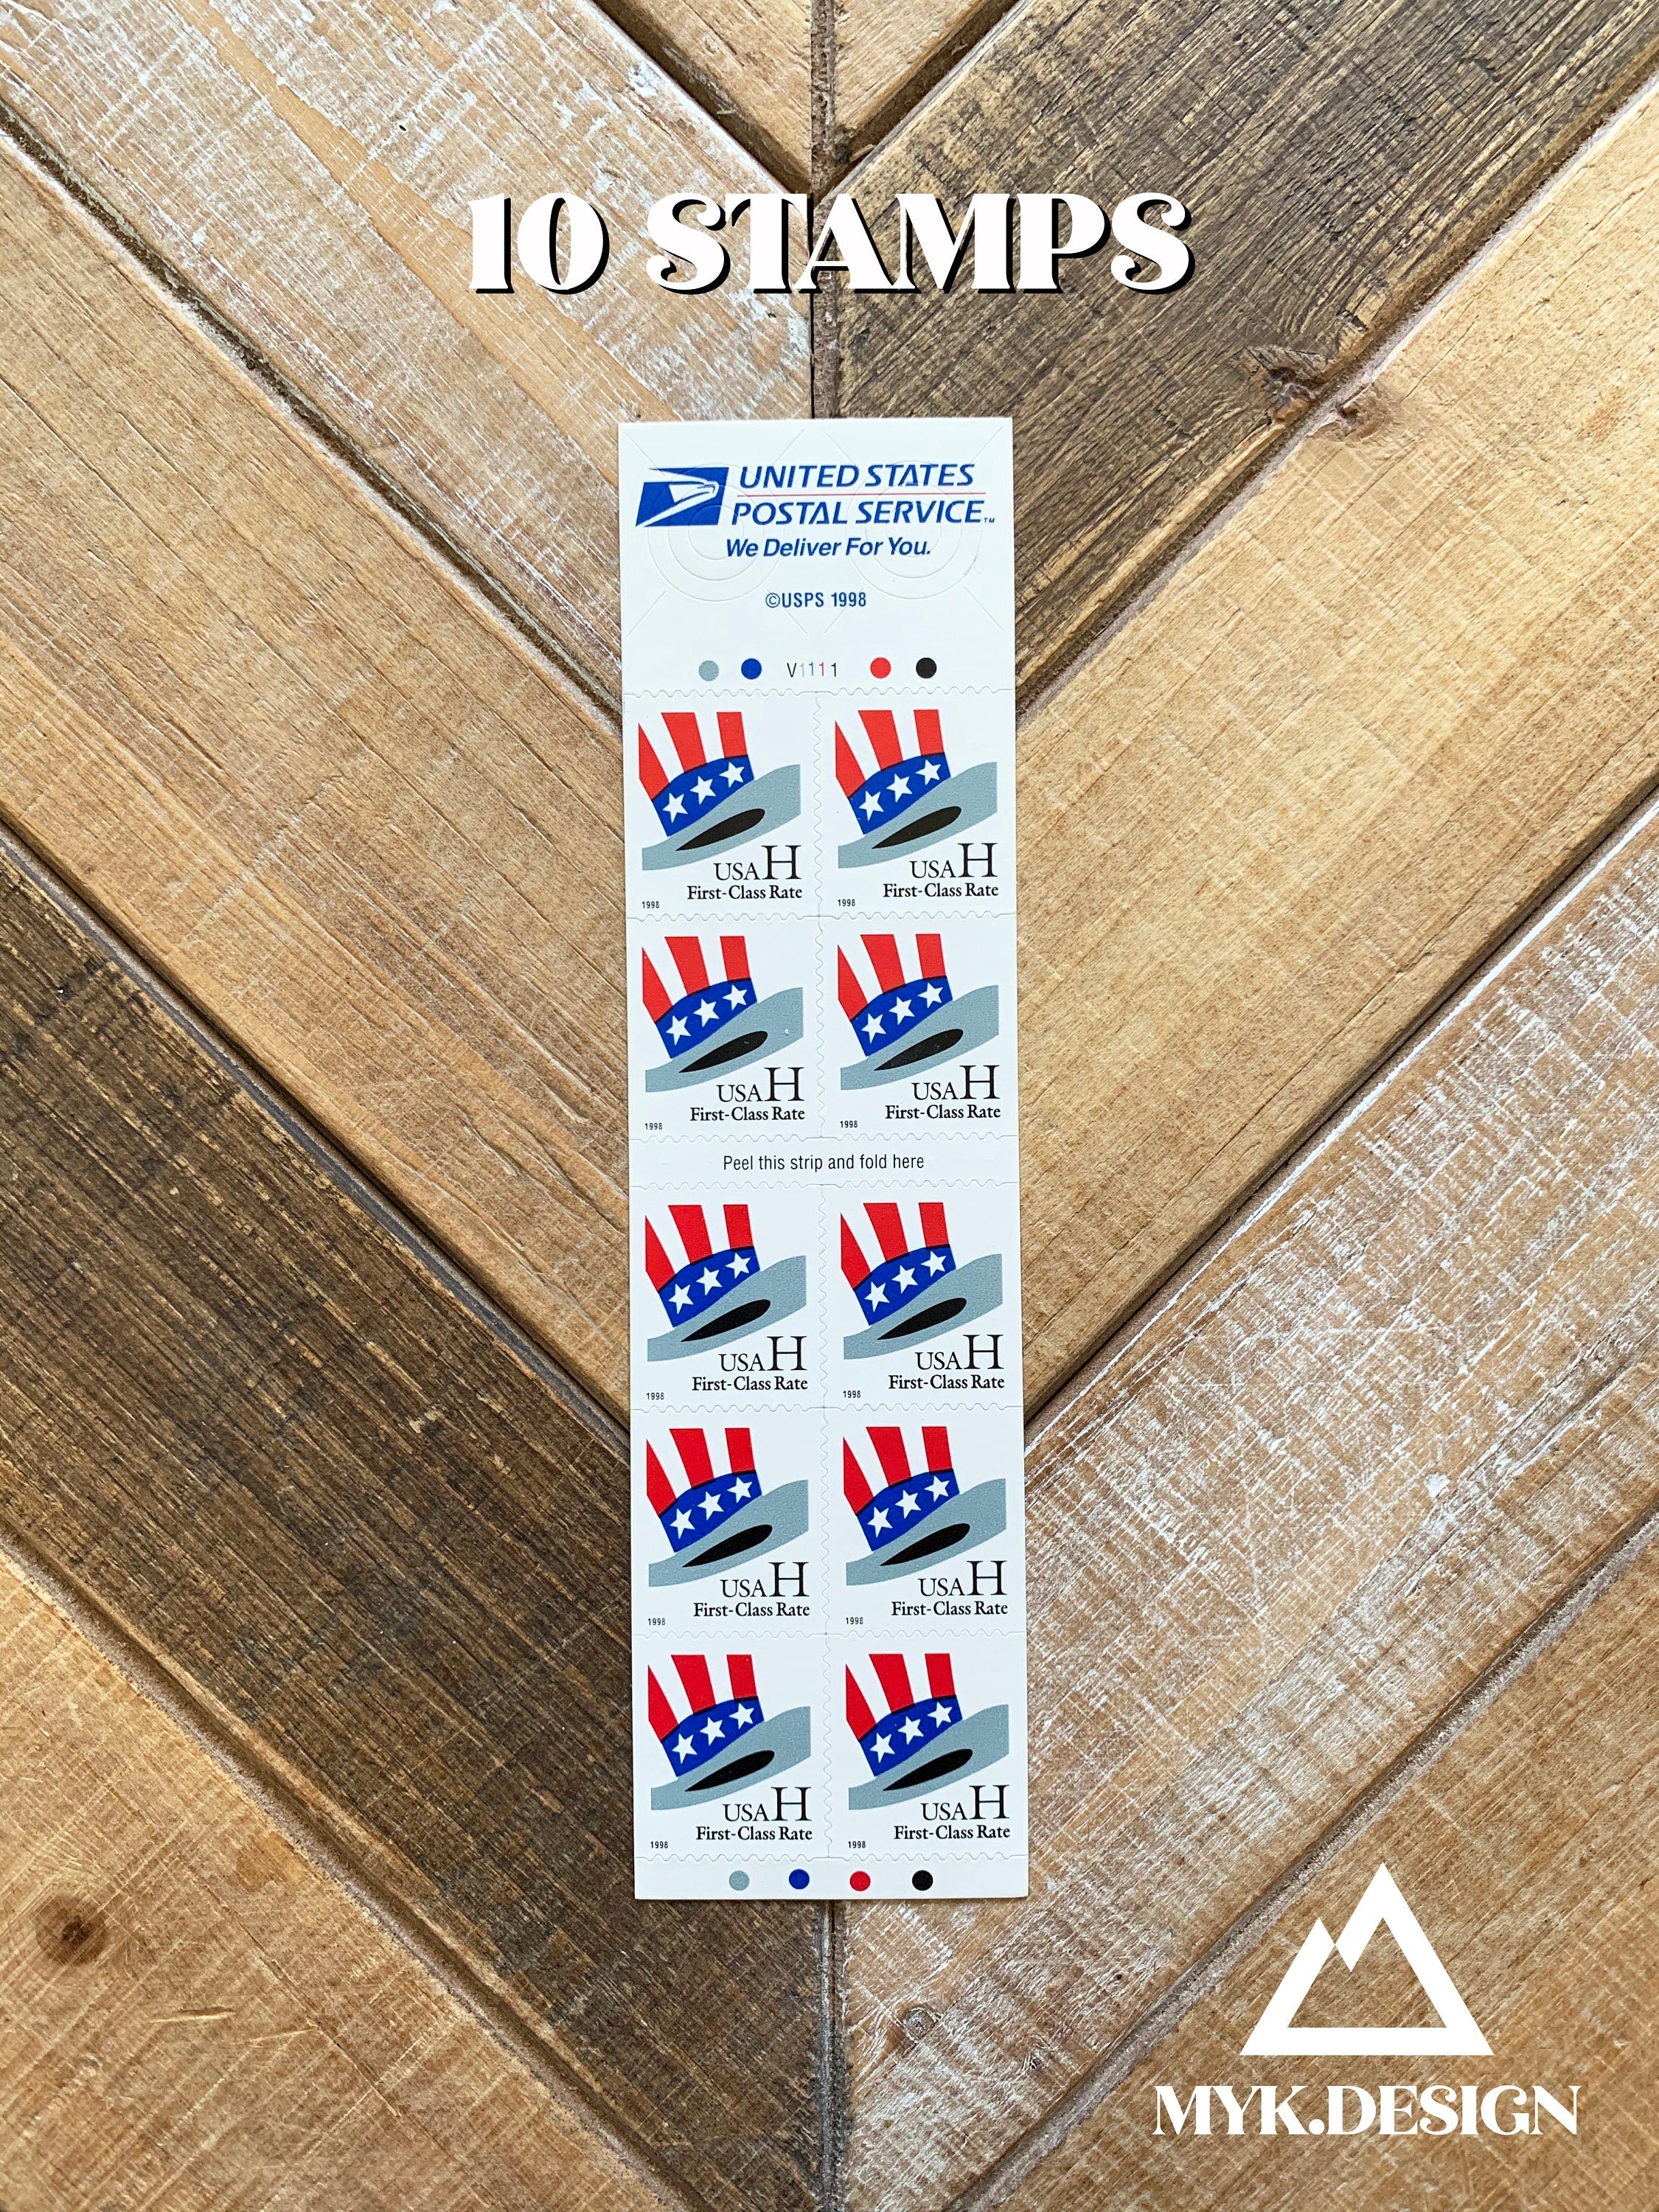 10 STAMPS
UNITED STATES
POSTAL SERVICE™
We Deliver For You.
©USPS 1998
V1111
USA H
First-Class Rate
1998
USA H
First-Class Rate
1998
USA H
First-Class Rate
1998
USA H
First-Class Rate
1998
Peel this strip and fold here
USA H
First-Class Rate
1998
USA H
First-Class Rate
1998
USA H
First-Class Rate
1998
USA H
First-Class Rate
1998
USA H
First-Class Rate
1998
USA H
First-Class Rate
1998
MYK.DESIGN